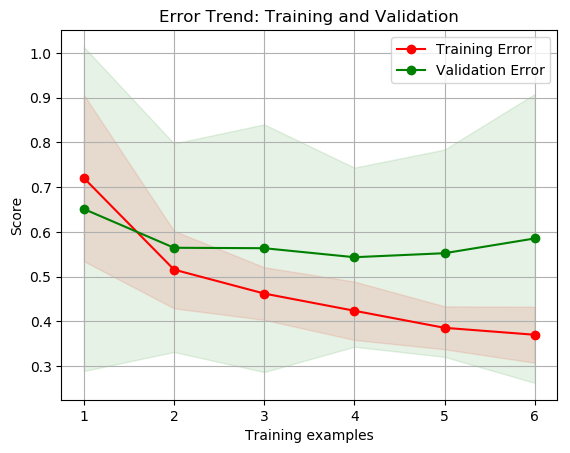 Error Trend: Training and Validation
Training Error
Validation Error
Score
1.0
0.9
0.8
0.7
0.6
0.5
0.4
0.3
1 2 3 4 5 6
Training examples